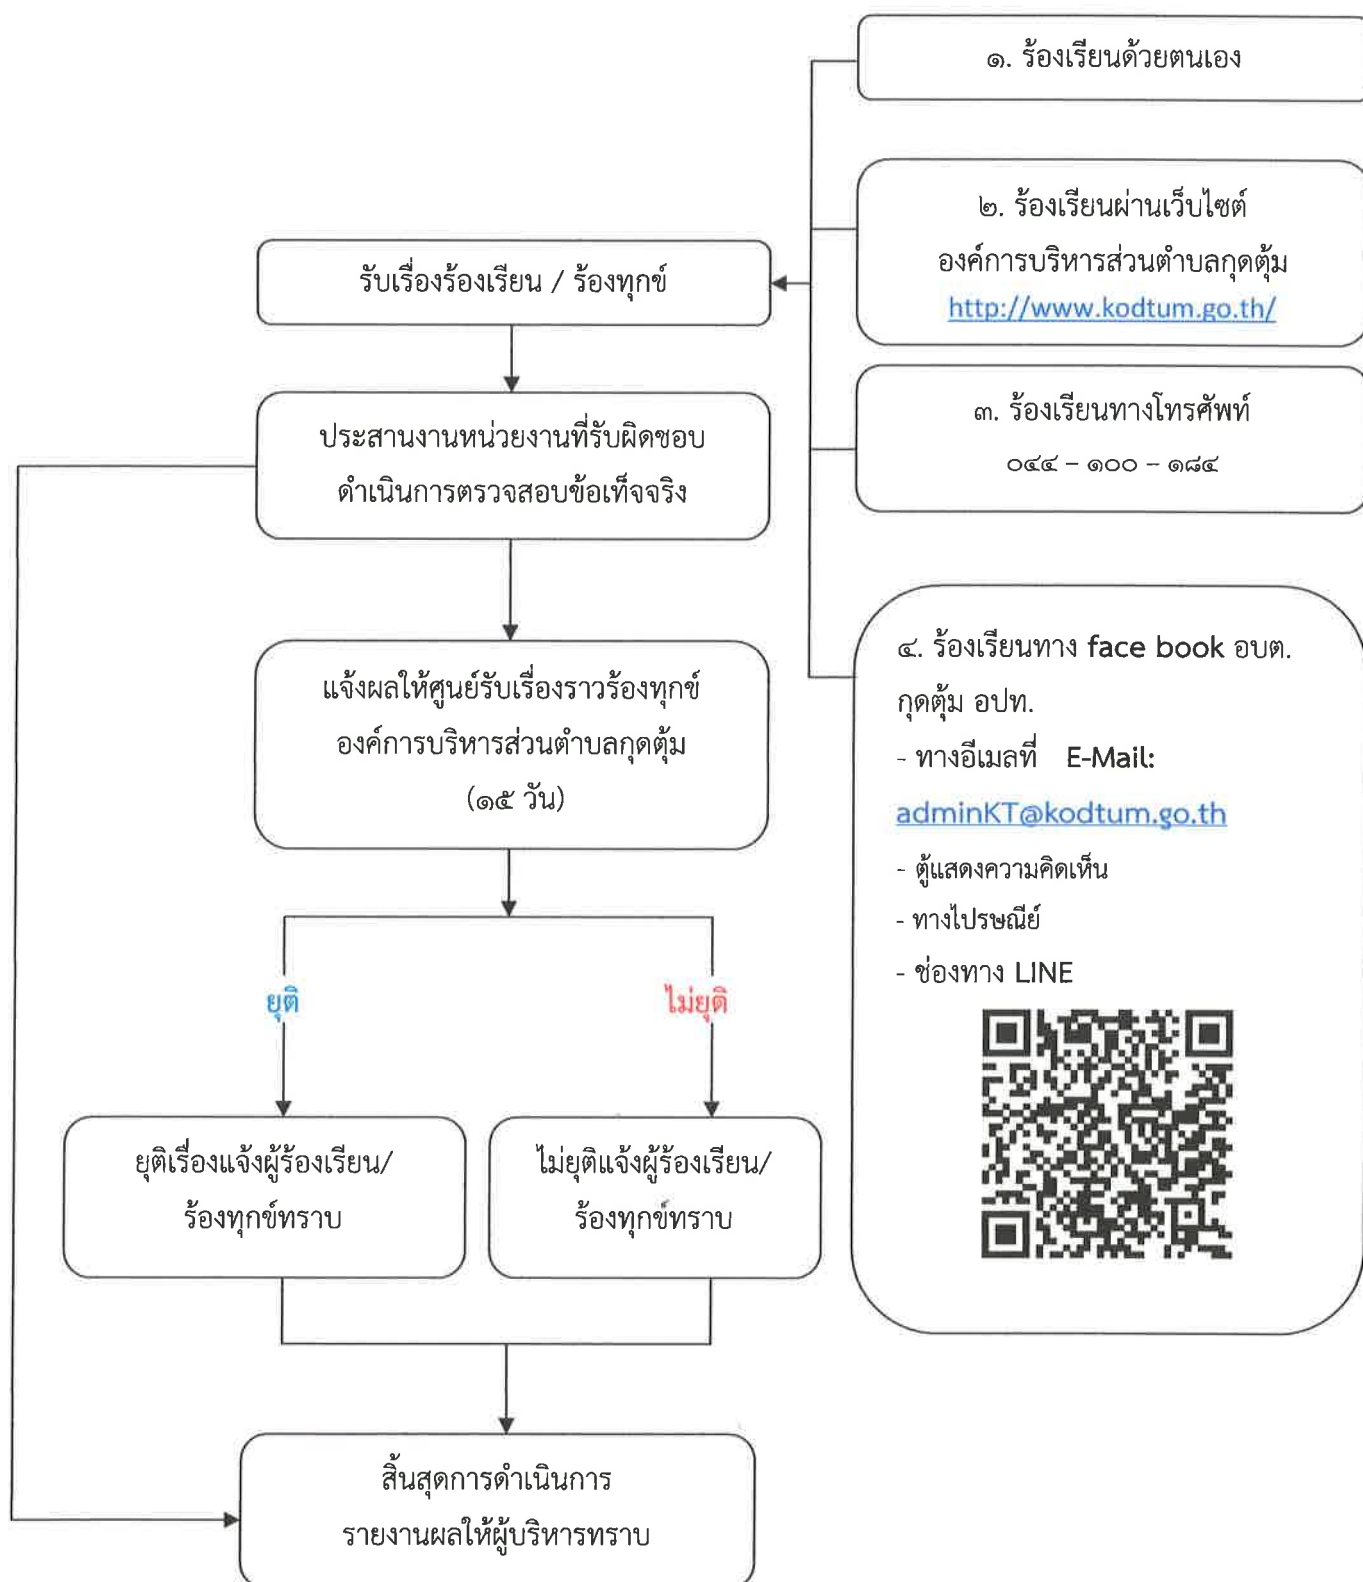 ๑. ร้องเรียนด้วยตนเอง
๒. ร้องเรียนผ่านเว็บไซต์
องค์การบริหารส่วนตำบลกุดตุ้ม
http://www.kodtum.go.th/
๓. ร้องเรียนทางโทรศัพท์
๐๔๔ – ๑๐๐ – ๑๘๔
๔. ร้องเรียนทาง face book อบต.
กุดตุ้ม อปท.
- ทางอีเมลที่ E-Mail:
adminKT@kodtum.go.th
- ตู้แสดงความคิดเห็น
- ทางไปรษณีย์
- ช่องทาง LINE
รับเรื่องร้องเรียน / ร้องทุกข์
ประสานงานหน่วยงานที่รับผิดชอบ
ดำเนินการตรวจสอบข้อเท็จจริง
แจ้งผลให้ศูนย์รับเรื่องราวร้องทุกข์
องค์การบริหารส่วนตำบลกุดตุ้ม
(๑๕ วัน)
ยุติ
ไม่ยุติ
ยุติเรื่องแจ้งผู้ร้องเรียน/
ร้องทุกข์ทราบ
ไม่ยุติแจ้งผู้ร้องเรียน/
ร้องทุกข์ทราบ
สิ้นสุดการดำเนินการ
รายงานผลให้ผู้บริหารทราบ